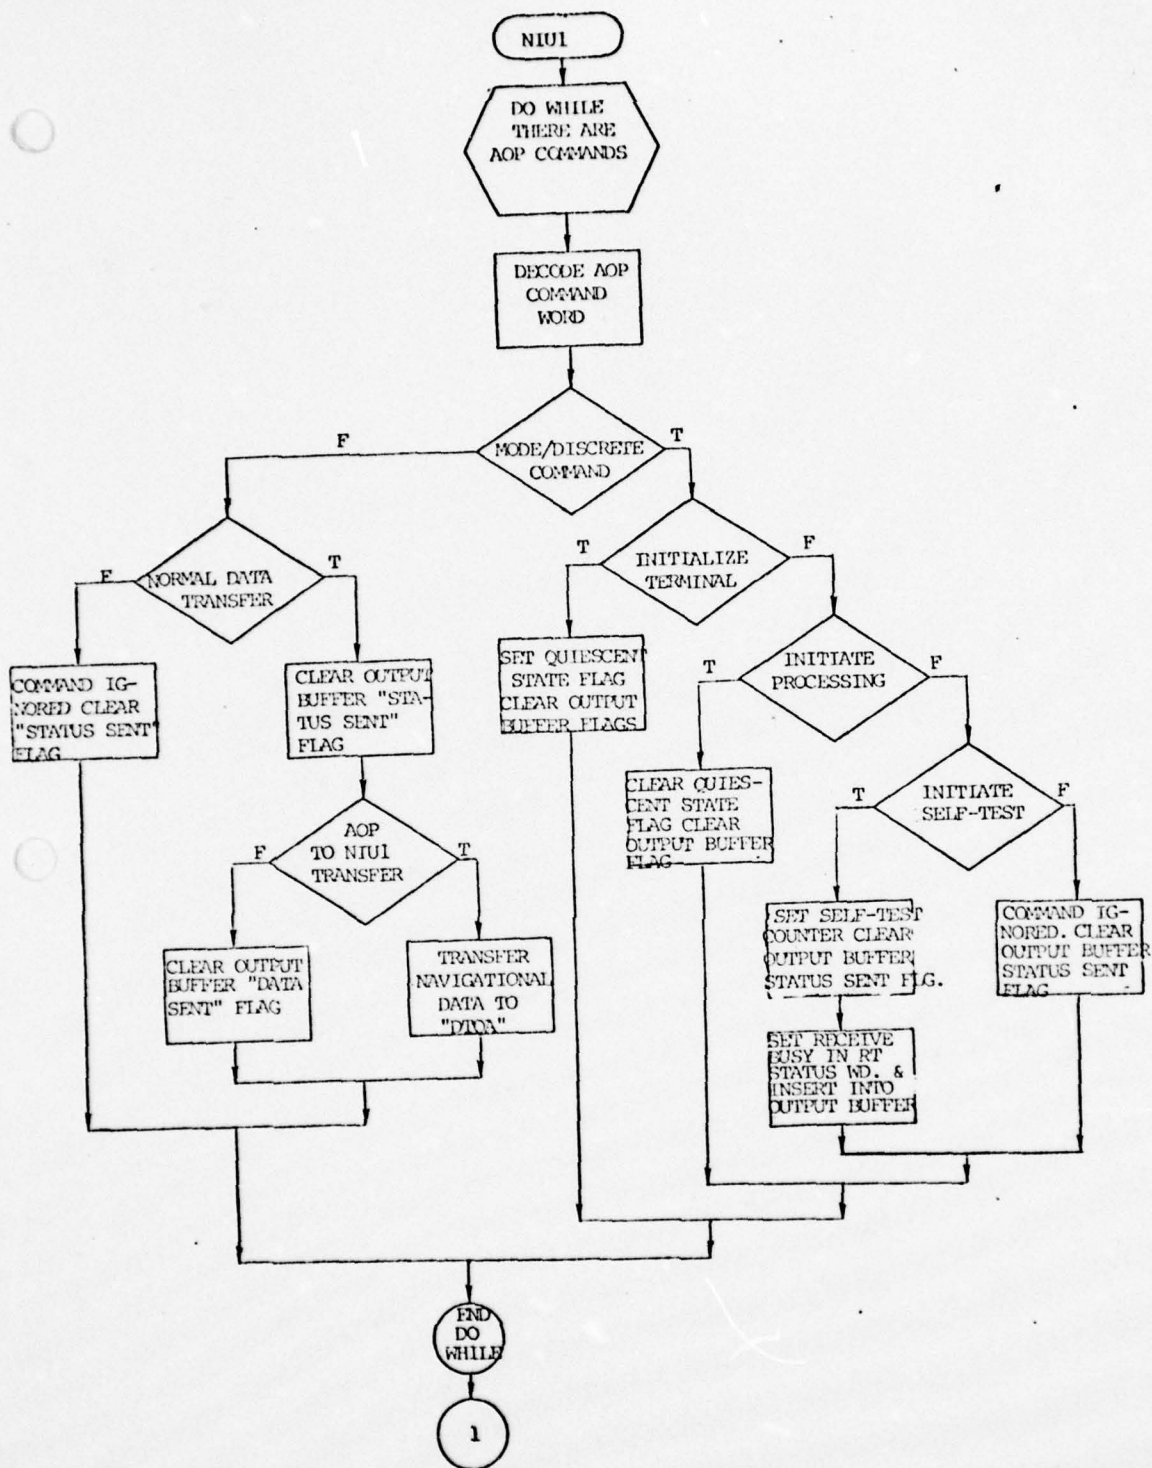 NIU1
DO WHILE
THERE ARE
AOP COMMANDS
DECODE AOP
COMMAND
WORD
MODE/DISCRETE
COMMAND
F
T
NORMAL DATA
TRANSFER
F
T
INITIALIZE
TERMINAL
T
F
COMMAND IG-
NORED CLEAR
"STATUS SENT"
FLAG
CLEAR OUTPUT
BUFFER "STA-
TUS SENT"
FLAG
SET QUIESCENT
STATE FLAG
CLEAR OUTPUT
BUFFER FLAGS
INITIATE
PROCESSING
T
F
AOP
TO NIU1
TRANSFER
F
T
CLEAR QUIES-
CENT STATE
FLAG CLEAR
OUTPUT BUFFER
FLAG
INITIATE
SELF-TEST
T
F
CLEAR OUTPUT
BUFFER "DATA
SENT" FLAG
TRANSFER
NAVIGATIONAL
DATA TO
"DTOA"
SET SELF-TEST
COUNTER CLEAR
OUTPUT BUFFER
STATUS SENT FLG.
COMMAND IG-
NORED. CLEAR
OUTPUT BUFFER
STATUS SENT
FLAG
SET RECEIVE
BUSY IN RT
STATUS WD. &
INSERT INTO
OUTPUT BUFFER
END
DO
WHILE
1